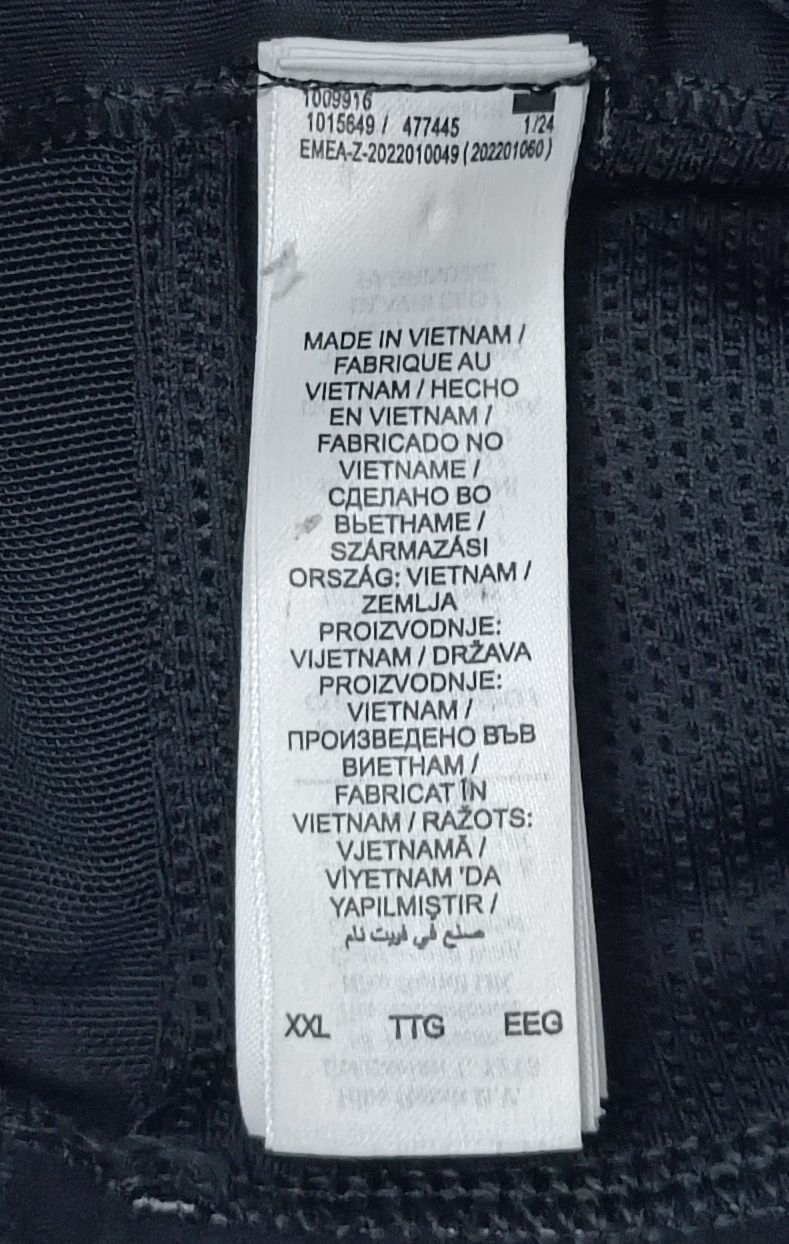 1009916
1015649 / 477445 1/24
EMEA-Z-2022010049 (202201060)
MADE IN VIETNAM /
FABRIQUE AU
VIETNAM / HECHO
EN VIETNAM /
FABRICADO NO
VIETNAME /
СДЕЛАНО ВО
ВЬЕТНАМЕ /
SZÁRMAZÁSI
ORSZÁG: VIETNAM /
ZEMLJA
PROIZVODNJE:
VIJETNAM / DRŽAVA
PROIZVODNJE:
VIETNAM /
ПРОИЗВЕДЕНО ВЪВ
ВИЕТНАМ /
FABRICAT ÎN
VIETNAM / RAŽOTS:
VJETNAMĀ /
VİYETNAM 'DA
YAPILMIŞTIR /
صنع في فييت نام
XXL TTG EEG